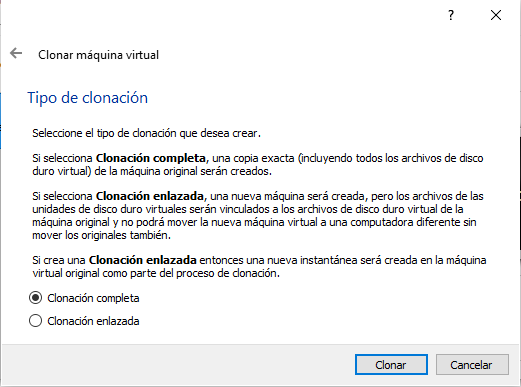 ?
Clonar máquina virtual
Tipo de clonación
Seleccione el tipo de clonación que desea crear.
Si selecciona Clonación completa, una copia exacta (incluyendo todos los archivos de disco
duro virtual) de la máquina original serán creados.
Si selecciona Clonación enlazada, una nueva máquina será creada, pero los archivos de las
unidades de disco duro virtuales serán vinculados a los archivos de disco duro virtual de la
máquina original y no podrá mover la nueva máquina virtual a una computadora diferente sin
mover los originales también.
Si crea una Clonación enlazada entonces una nueva instantánea será creada en la máquina
virtual original como parte del proceso de clonación.
Clonación completa
Clonación enlazada
Clonar
Cancelar